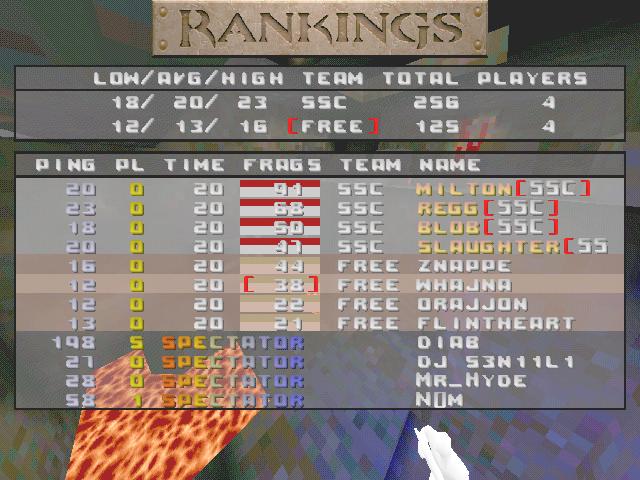 RANKINGS
LOW/AVG/HIGH TEAM TOTAL PLAYERS
18/ 20/ 23 SSC 256 4
12/ 13/ 16 [FREE] 125 4
PING PL TIME FRAGS TEAM NAME
20 0 20 91 SSC MILTON[SSC]
23 0 20 68 SSC REGG[SSC]
18 0 20 50 SSC BLOB[SSC]
20 0 20 47 SSC SLAUGHTER[SS
16 0 20 44 FREE ZNAPPE
12 0 20 [ 38] FREE WHAJNA
12 0 20 22 FREE ORAJJON
13 0 20 21 FREE FLINTHEART
198 5 SPECTATOR DIAB
27 0 SPECTATOR DJ S3N11L1
28 0 SPECTATOR MR_HYDE
58 1 SPECTATOR N[]M